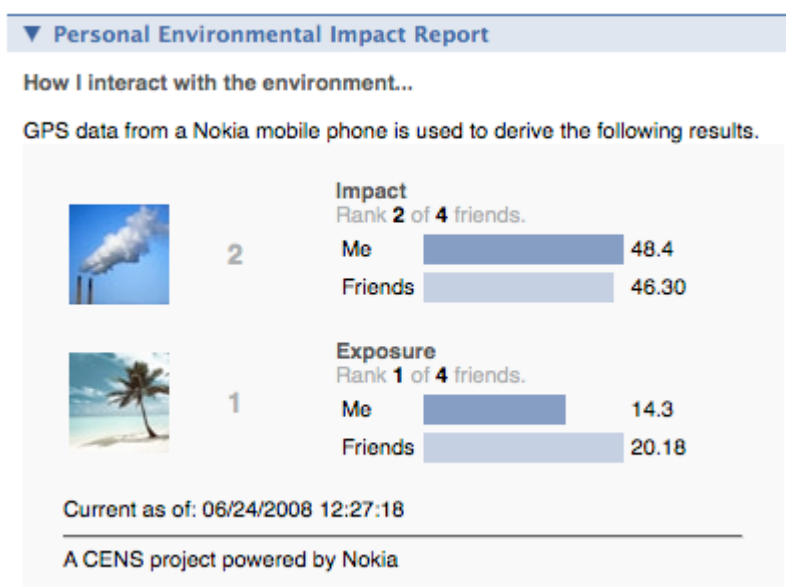 ▼ Personal Environmental Impact Report
How I interact with the environment...
GPS data from a Nokia mobile phone is used to derive the following results.
2
Impact
Rank 2 of 4 friends.
Me 48.4
Friends 46.30
1
Exposure
Rank 1 of 4 friends.
Me 14.3
Friends 20.18
Current as of: 06/24/2008 12:27:18
A CENS project powered by Nokia